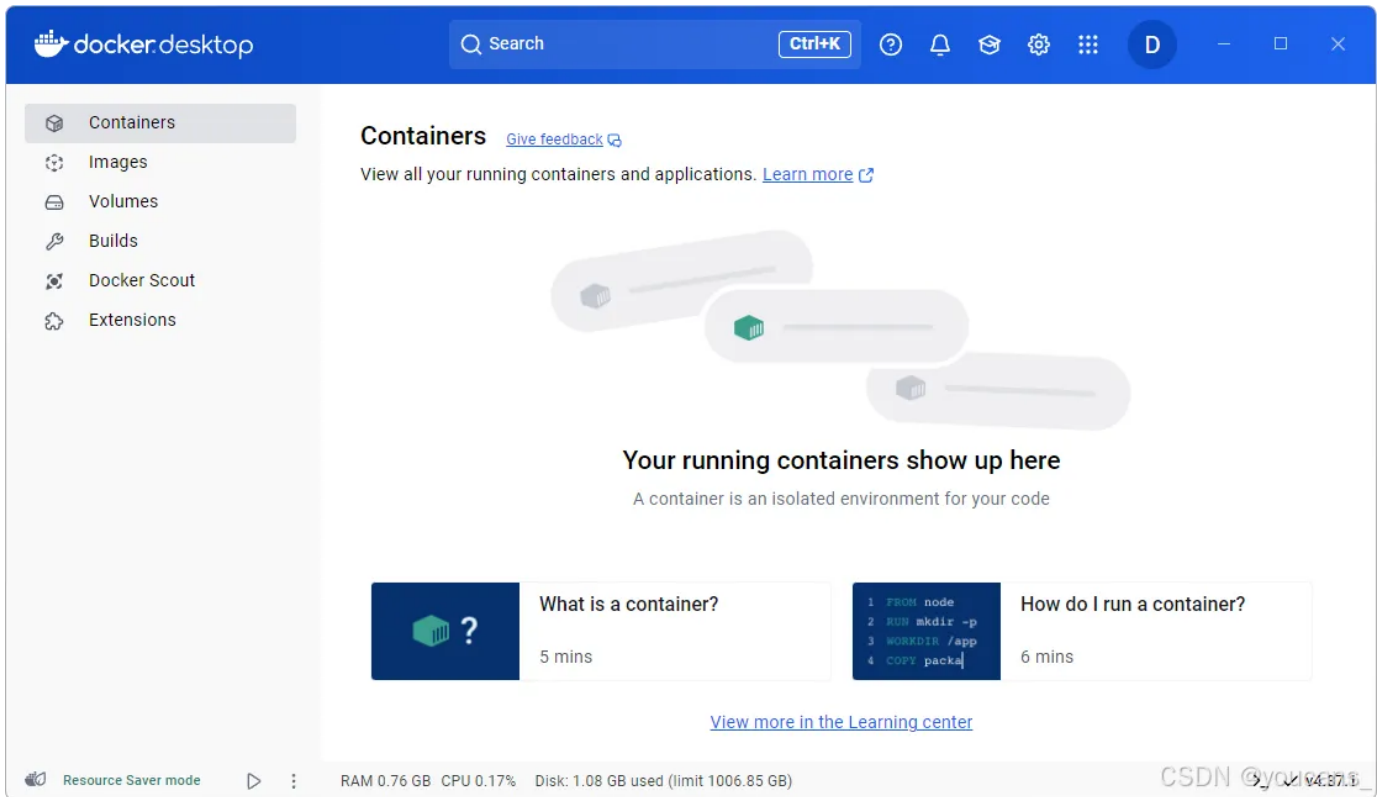 docker.desktop
Search
Ctrl+K
D
Containers
Images
Volumes
Builds
Docker Scout
Extensions
Containers Give feedback
View all your running containers and applications. Learn more
Your running containers show up here
A container is an isolated environment for your code
?
What is a container?
5 mins
1 FROM node
2 RUN mkdir -p
3 WORKDIR /app
4 COPY packa
How do I run a container?
6 mins
View more in the Learning center
Resource Saver mode
RAM 0.76 GB CPU 0.17% Disk: 1.08 GB used (limit 1006.85 GB)
CSDN